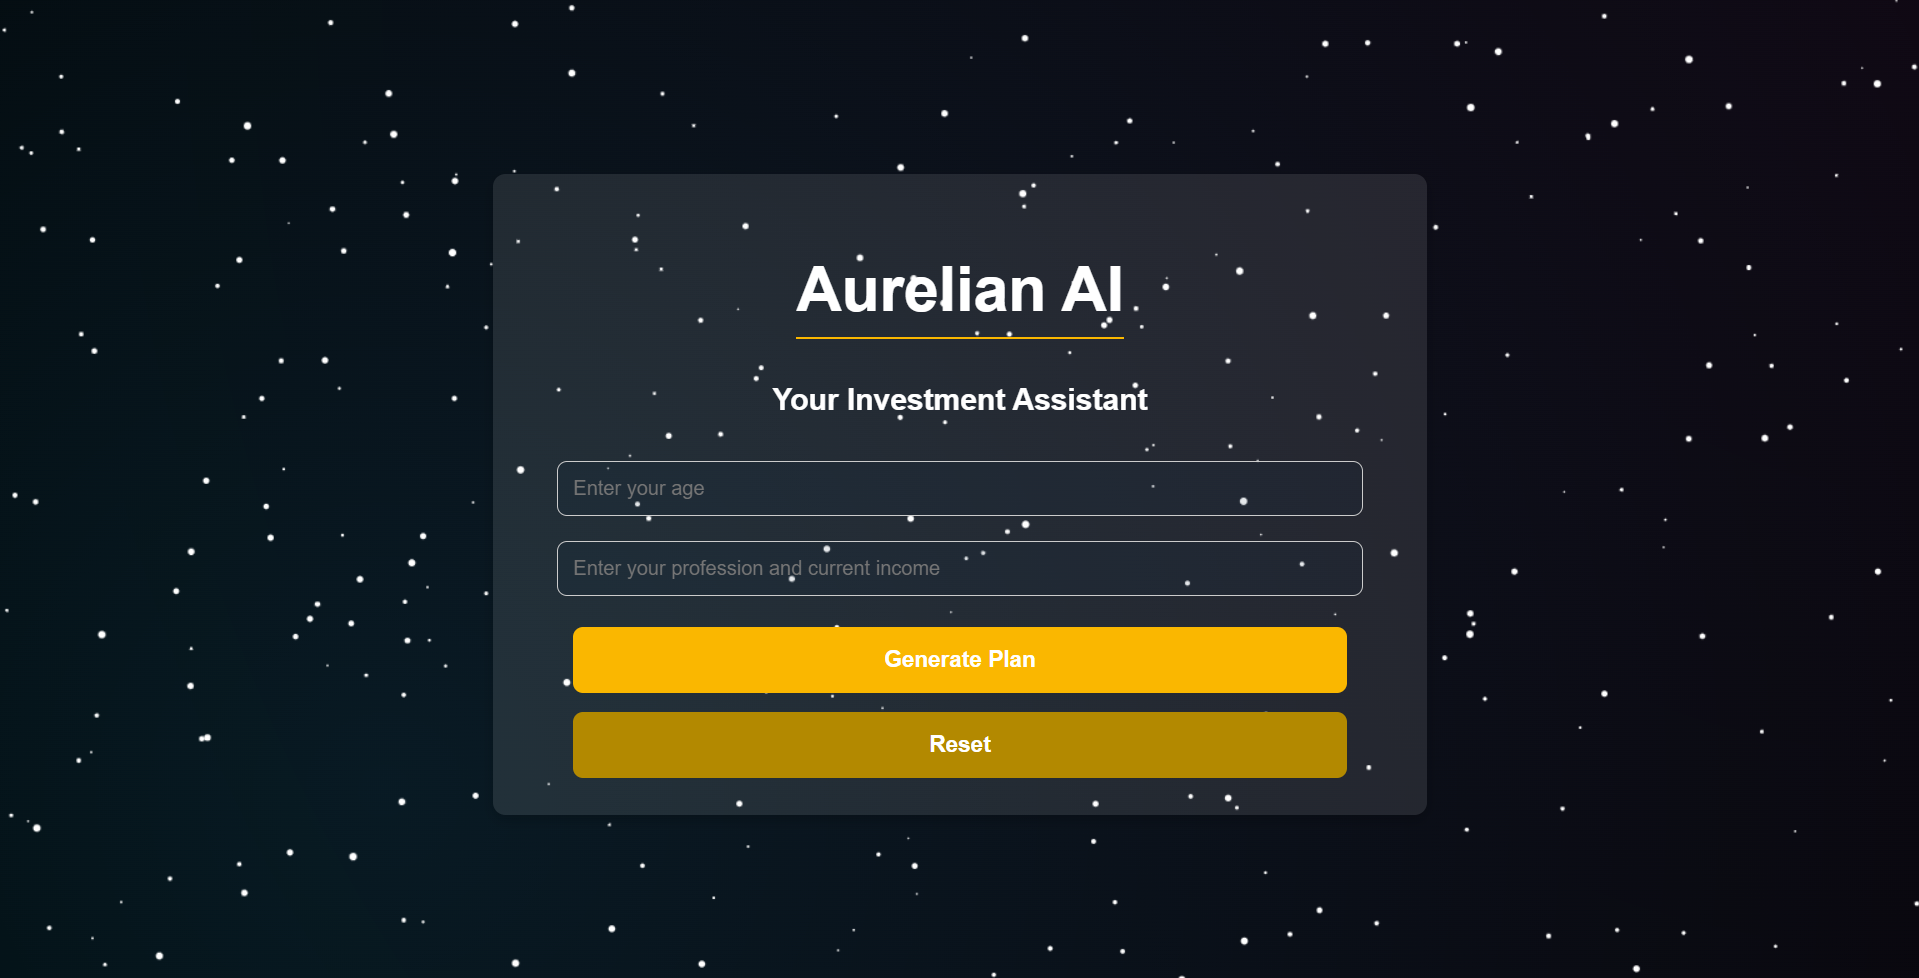 Aurelian AI
Your Investment Assistant
Enter your age
Enter your profession and current income
Generate Plan
Reset